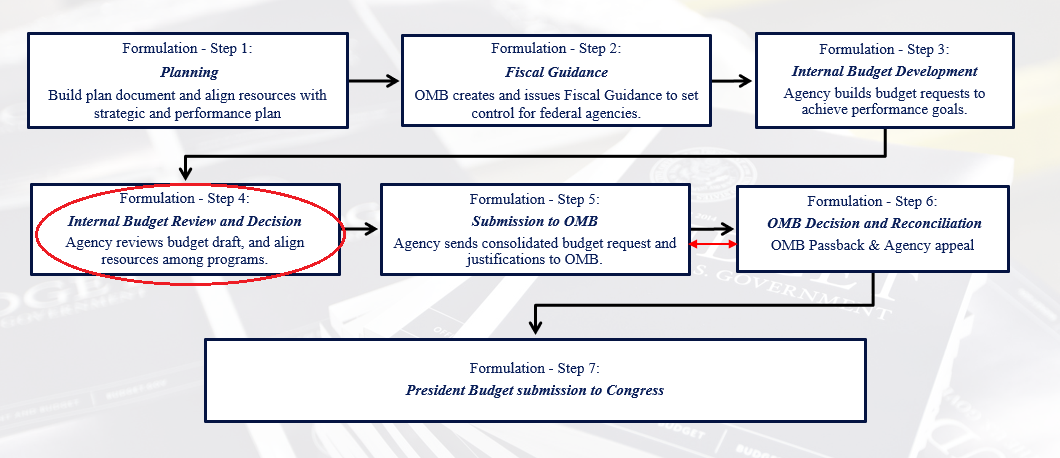 Formulation - Step 1:
Planning
Build plan document and align resources with
strategic and performance plan
Formulation - Step 2:
Fiscal Guidance
OMB creates and issues Fiscal Guidance to set
control for federal agencies.
Formulation - Step 3:
Internal Budget Development
Agency builds budget requests to
achieve performance goals.
Formulation - Step 4:
Internal Budget Review and Decision
Agency reviews budget draft, and align
resources among programs.
Formulation - Step 5:
Submission to OMB
Agency sends consolidated budget request and
justifications to OMB.
Formulation - Step 6:
OMB Decision and Reconciliation
OMB Passback & Agency appeal
Formulation - Step 7:
President Budget submission to Congress
GOVERNMENT
BUDGET